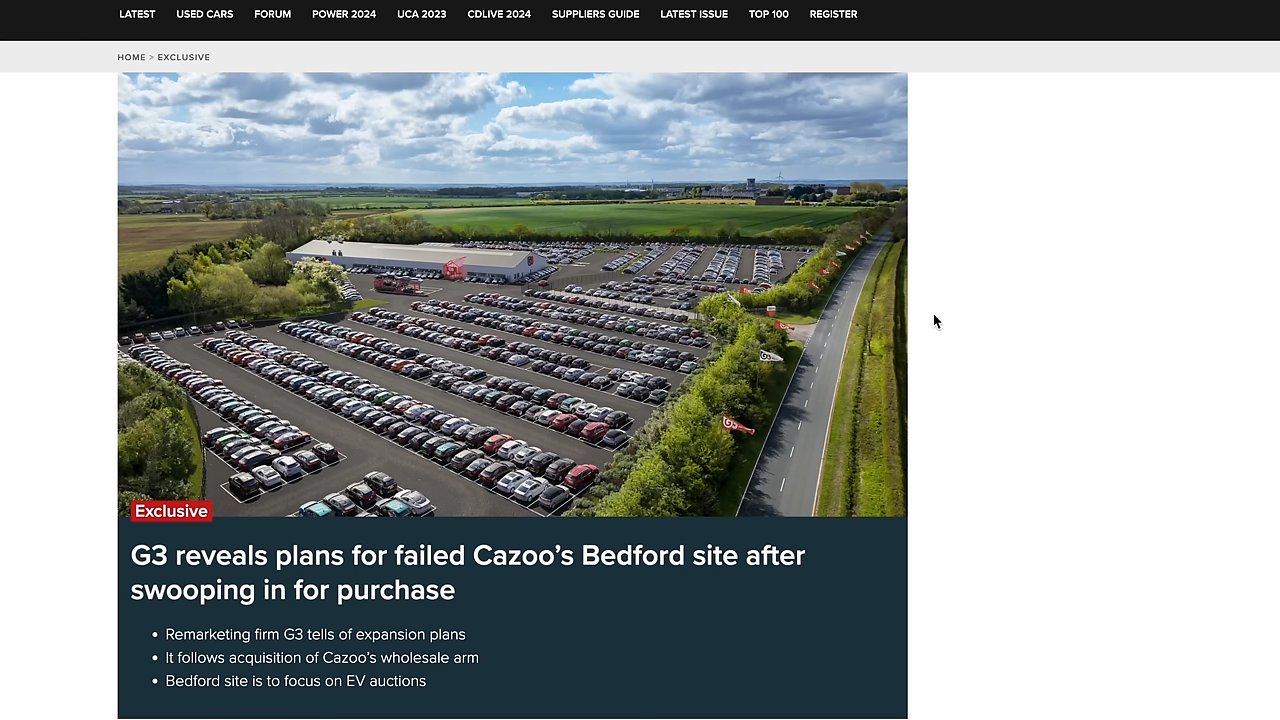 LATEST USED CARS FORUM POWER 2024 UCA 2023 CDLIVE 2024 SUPPLIERS GUIDE LATEST ISSUE TOP 100 REGISTER
HOME > EXCLUSIVE
Exclusive
G3 reveals plans for failed Cazoo’s Bedford site after
swooping in for purchase
• Remarketing firm G3 tells of expansion plans
• It follows acquisition of Cazoo’s wholesale arm
• Bedford site is to focus on EV auctions